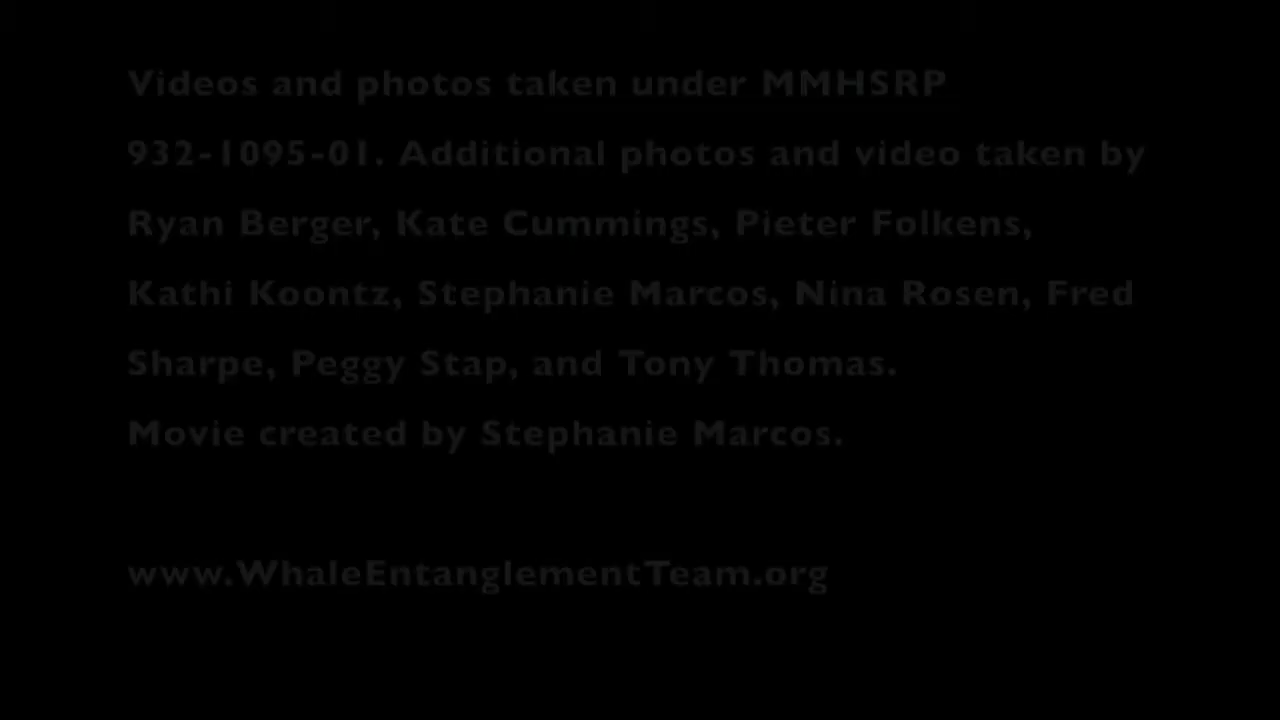 Videos and photos taken under MMHSRP
932-1095-01. Additional photos and video taken by
Ryan Berger, Kate Cummings, Pieter Folkens,
Kathi Koontz, Stephanie Marcos, Nina Rosen, Fred
Sharpe, Peggy Stap, and Tony Thomas.
Movie created by Stephanie Marcos.
www.WhaleEntanglementTeam.org